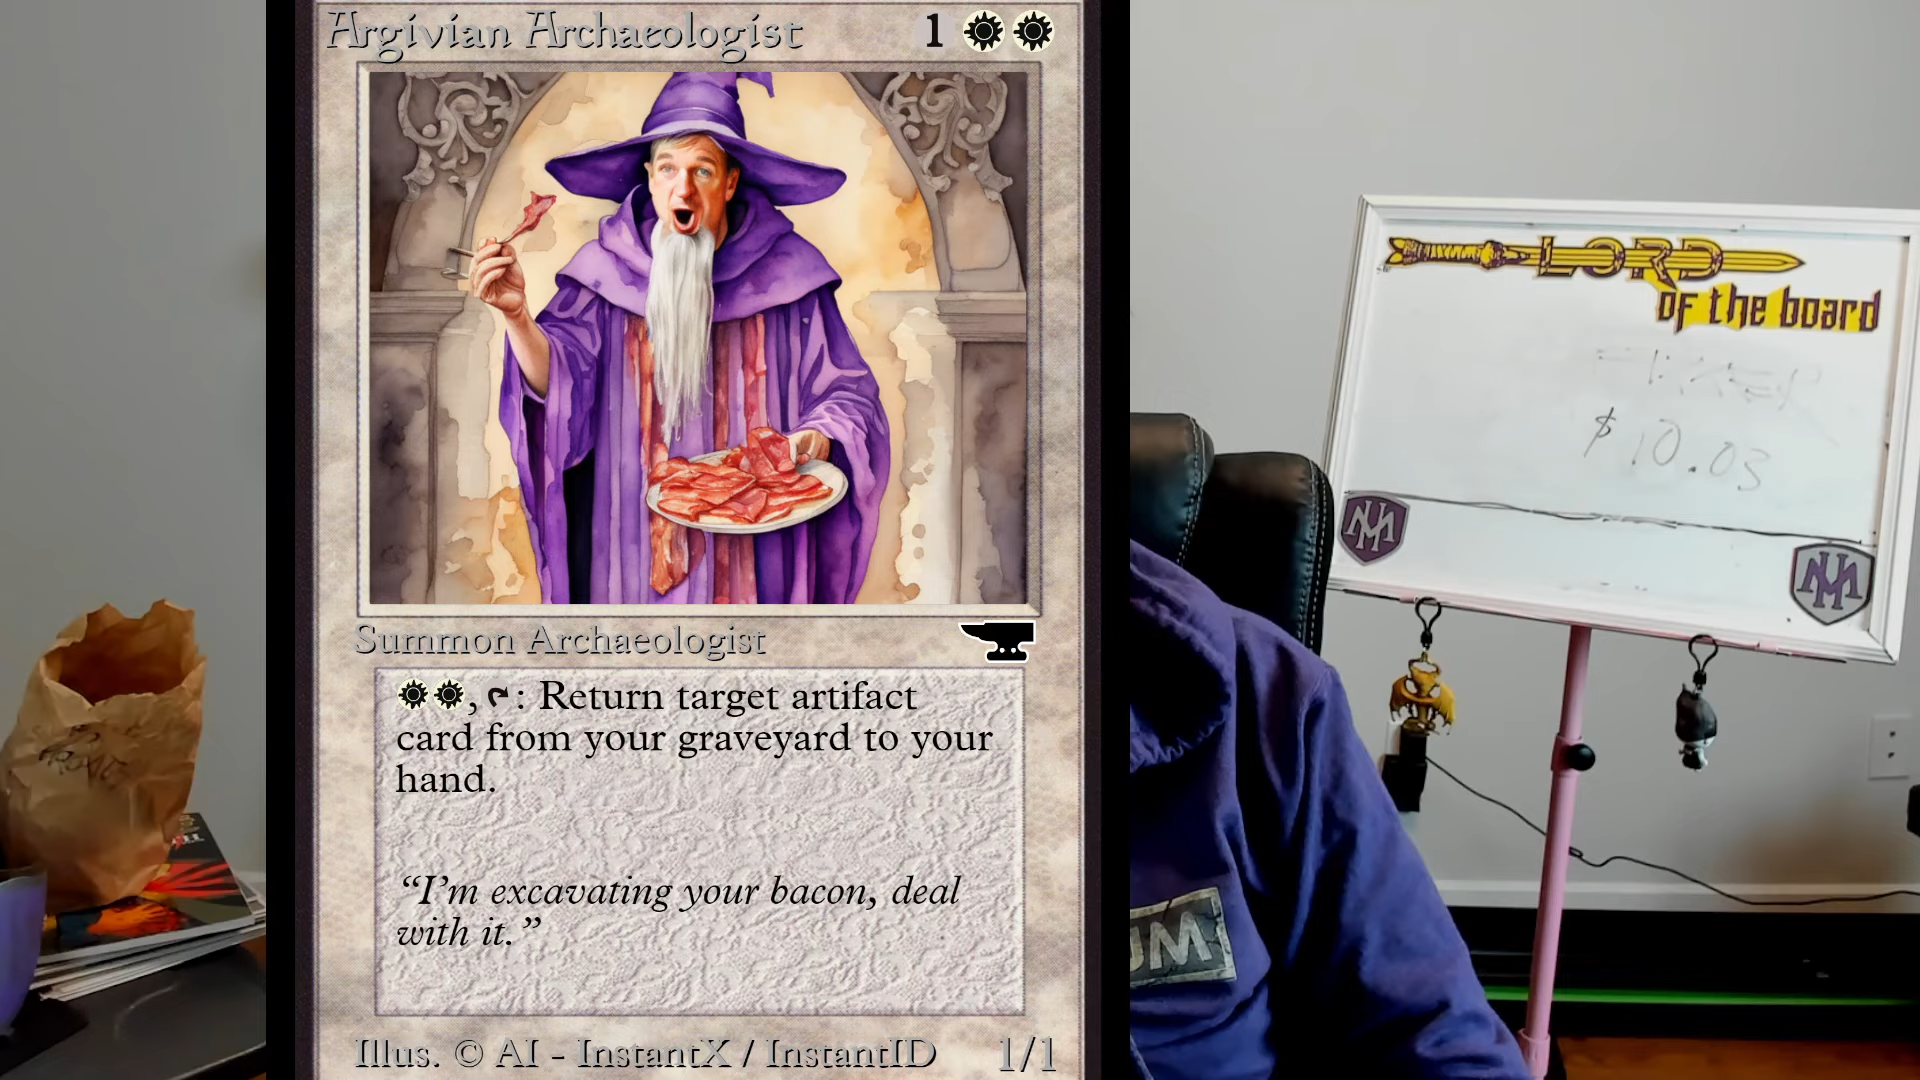 Argivian Archaeologist 1
Summon Archaeologist
, : Return target artifact
card from your graveyard to your
hand.
“I’m excavating your bacon, deal
with it.”
Illus. © AI - InstantX / InstantID 1/1
LORD
of the board
$10.03
UM